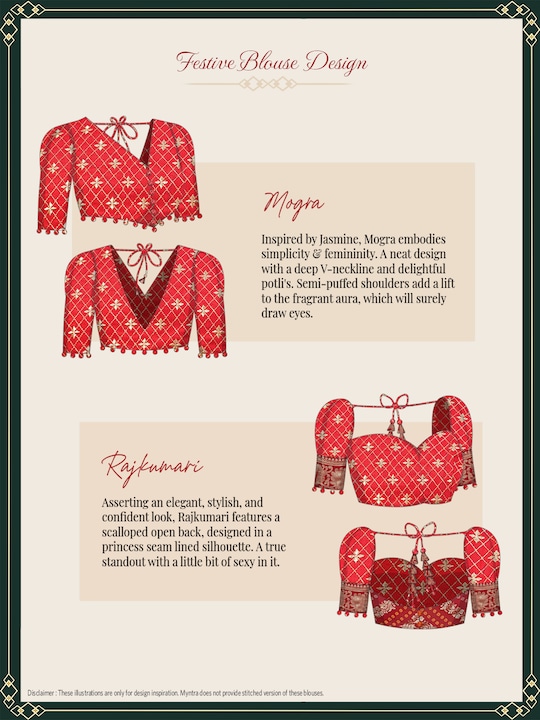 Festive Blouse Design
Mogra
Inspired by Jasmine, Mogra embodies
simplicity & femininity. A neat design
with a deep V-neckline and delightful
potli's. Semi-puffed shoulders add a lift
to the fragrant aura, which will surely
draw eyes.
Rajkumari
Asserting an elegant, stylish, and
confident look, Rajkumari features a
scalloped open back, designed in a
princess seam lined silhouette. A true
standout with a little bit of sexy in it.
Disclaimer : These illustrations are only for design inspiration. Myntra does not provide stitched version of these blouses.